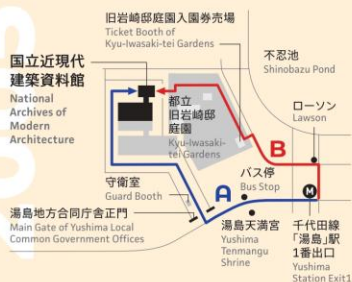 旧岩崎邸庭園入園券売場
Ticket Booth of
Kyu-Iwasaki-tei Gardens
国立近現代
建築資料館
National
Archives of
Modern
Architecture
不忍池
Shinobazu Pond
都立
旧岩崎邸
庭園
Kyu-Iwasaki-
tei Gardens
ローソン
Lawson
B
守衛室
Guard Booth
A
バス停
Bus Stop
M
湯島地方合同庁舎正門
Main Gate of Yushima Local
Common Government Offices
湯島天満宮
Yushima
Tenmangu
Shrine
千代田線
「湯島」駅
1番出口
Yushima
Station Exit1